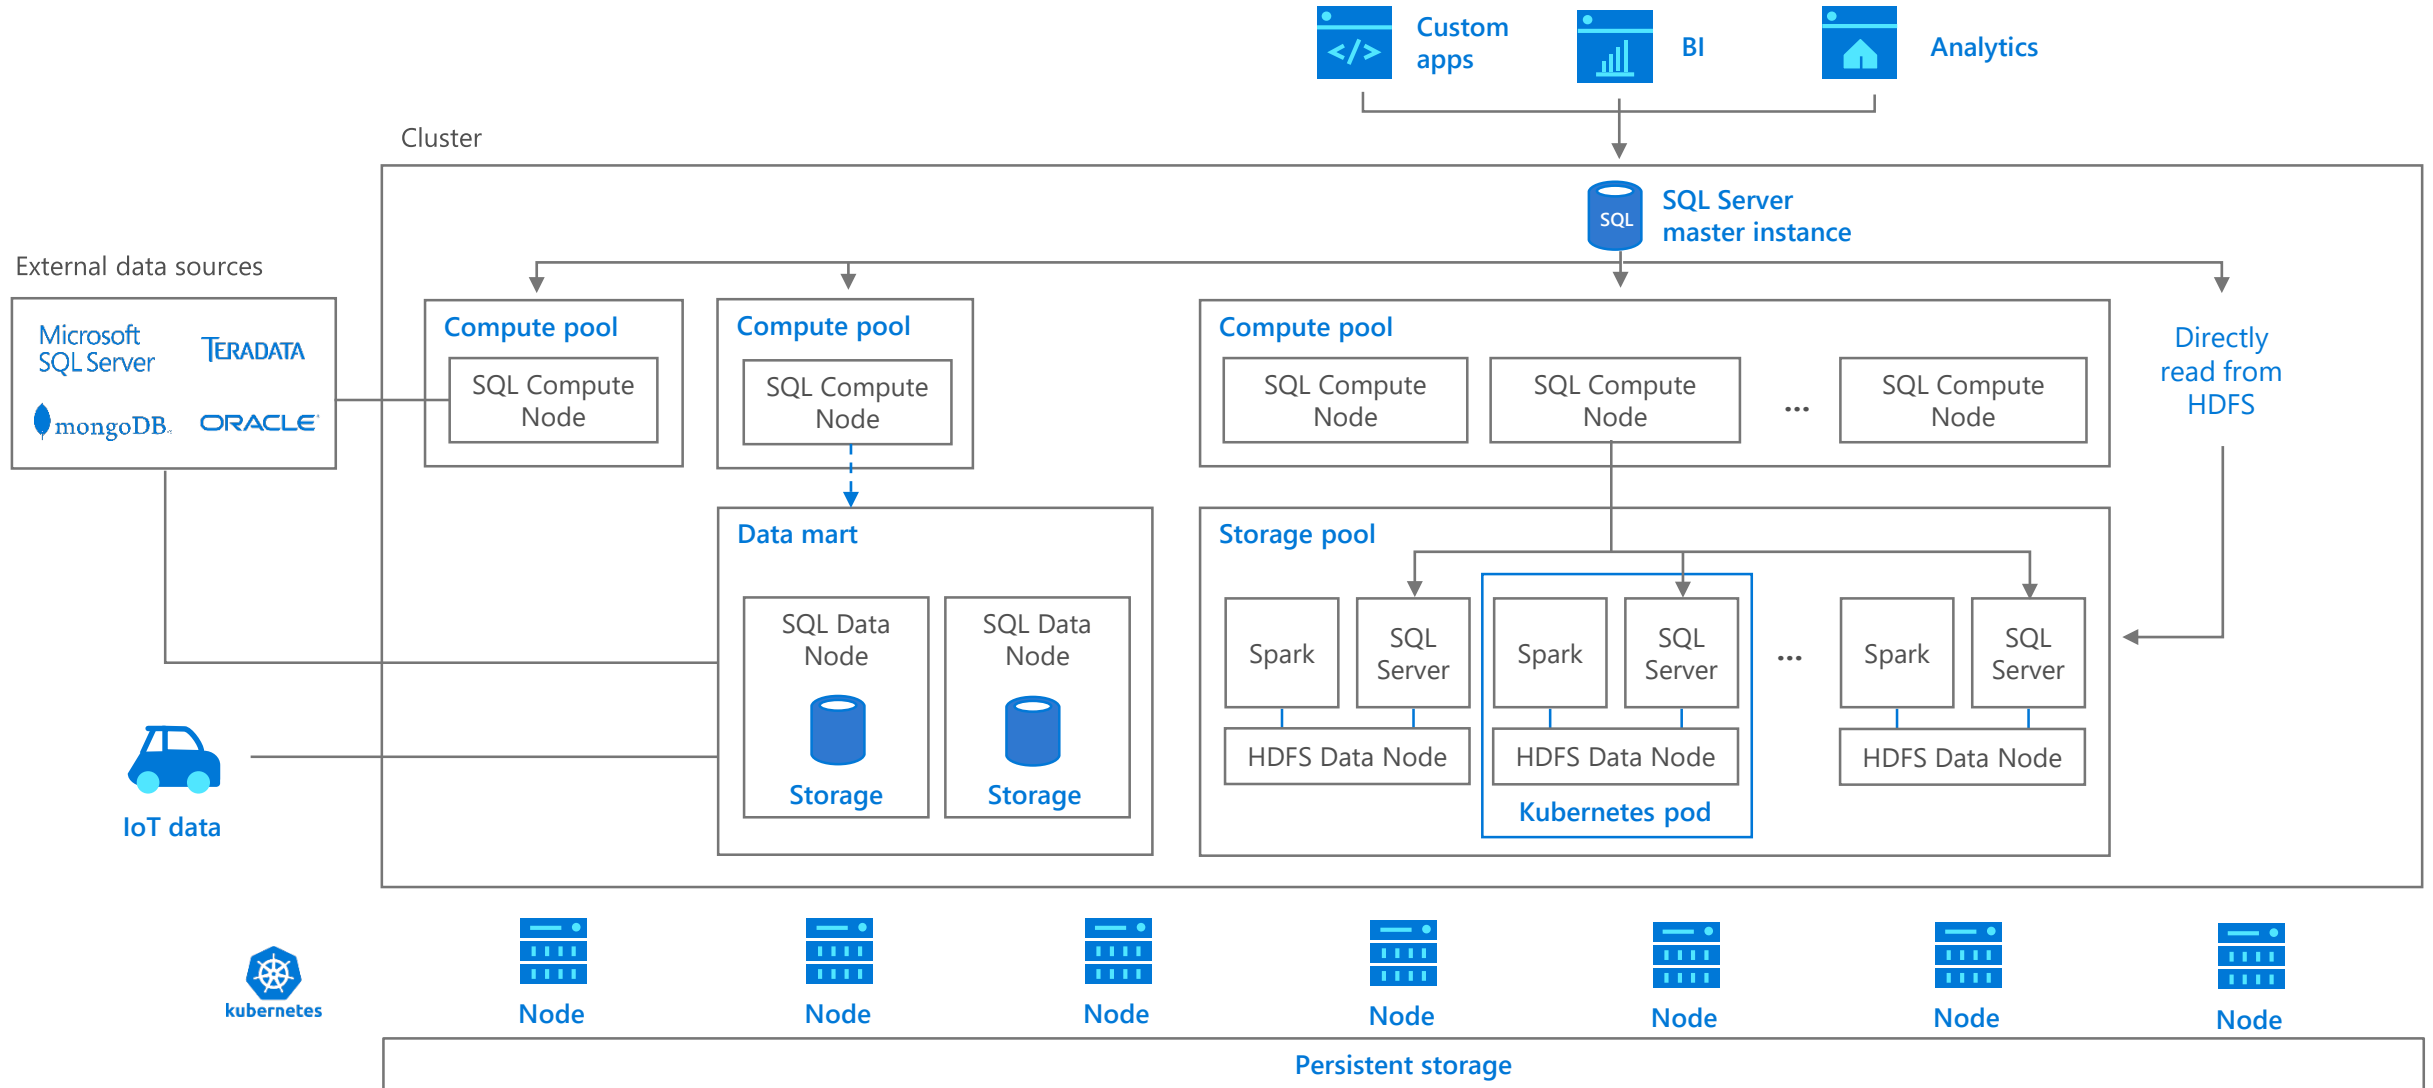 Custom
apps
BI
Analytics
Cluster
SQL
SQL Server
master instance
External data sources
Microsoft
SQL Server
TERADATA
mongoDB
ORACLE
Compute pool
SQL Compute
Node
Compute pool
SQL Compute
Node
Compute pool
SQL Compute
Node
SQL Compute
Node
...
SQL Compute
Node
Directly
read from
HDFS
Data mart
SQL Data
Node
Storage
SQL Data
Node
Storage
Storage pool
Spark
SQL
Server
HDFS Data Node
Spark
SQL
Server
HDFS Data Node
Kubernetes pod
...
Spark
SQL
Server
HDFS Data Node
IoT data
kubernetes
Node
Node
Node
Node
Node
Node
Node
Persistent storage